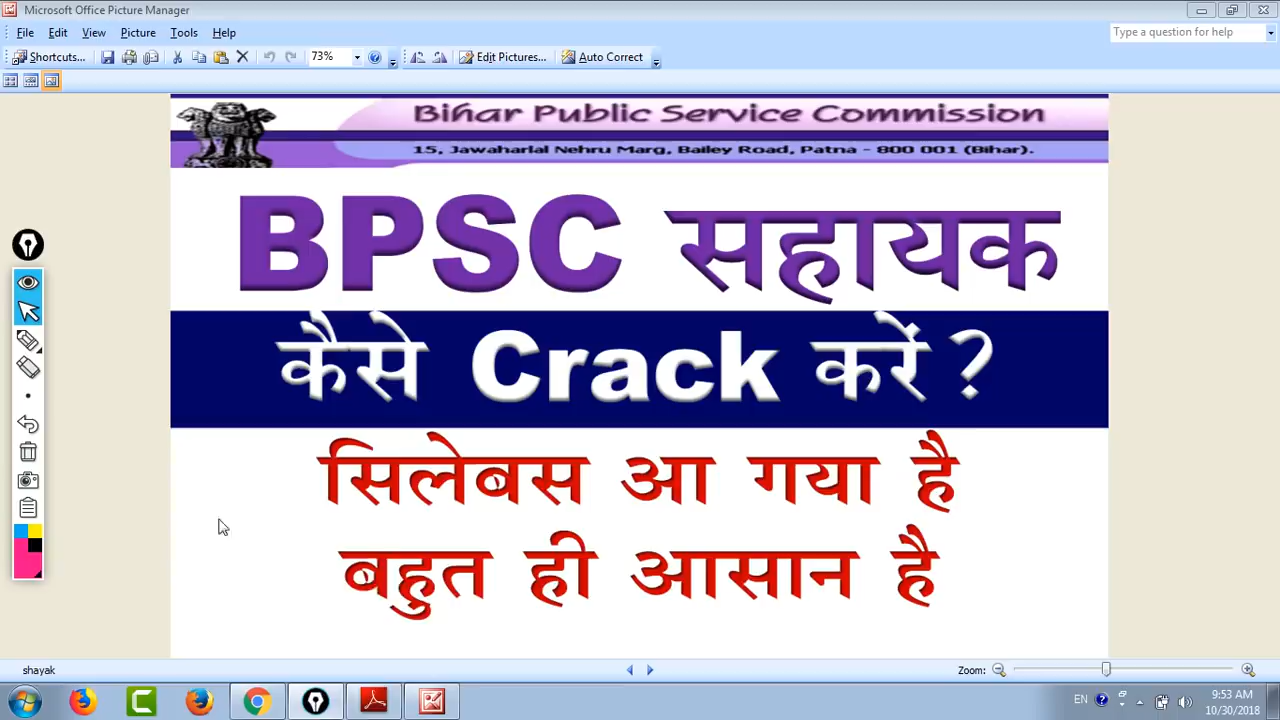 Microsoft Office Picture Manager
File Edit View Picture Tools Help
Type a question for help
Shortcuts... 73% Edit Pictures... Auto Correct
Bihar Public Service Commission
15, Jawaharlal Nehru Marg, Bailey Road, Patna - 800 001 (Bihar).
BPSC सहायक
कैसे Crack करें ?
सिलेबस आ गया है
बहुत ही आसान है
shayak
Zoom:
EN
9:53 AM
10/30/2018